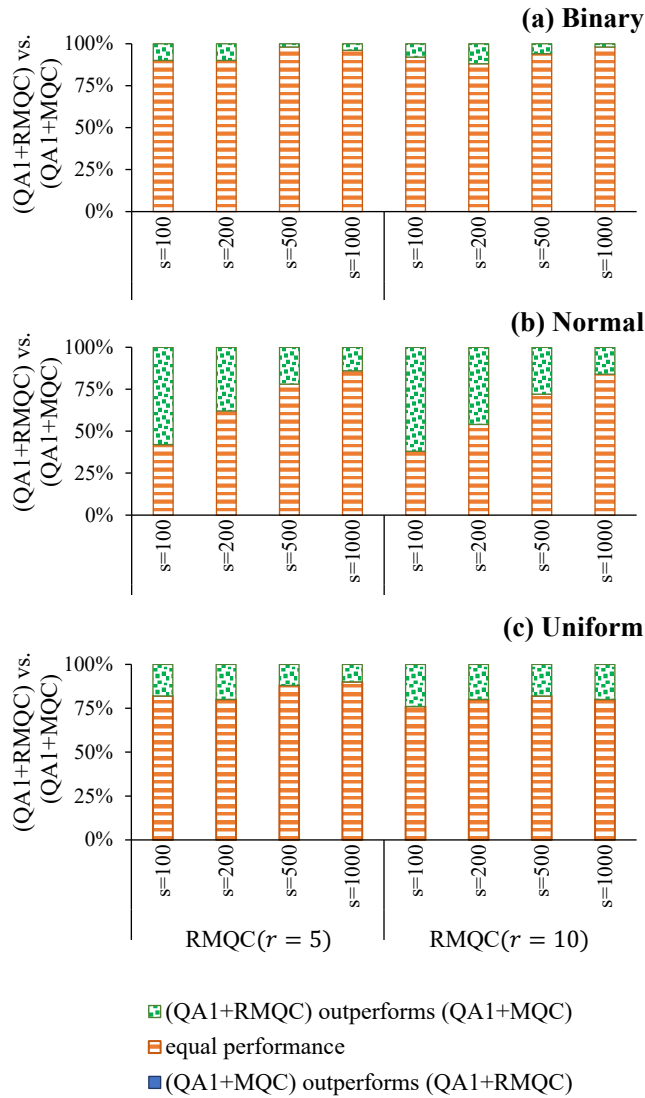 (a) Binary
(QA1+RMQC) vs.
(QA1+MQC)
100%
75%
50%
25%
0%
s=100
s=200
s=500
s=1000
s=100
s=200
s=500
s=1000
(b) Normal
(QA1+RMQC) vs.
(QA1+MQC)
100%
75%
50%
25%
0%
s=100
s=200
s=500
s=1000
s=100
s=200
s=500
s=1000
(c) Uniform
(QA1+RMQC) vs.
(QA1+MQC)
100%
75%
50%
25%
0%
s=100
s=200
s=500
s=1000
s=100
s=200
s=500
s=1000
RMQC(r = 5)
RMQC(r = 10)
(QA1+RMQC) outperforms (QA1+MQC)
equal performance
(QA1+MQC) outperforms (QA1+RMQC)